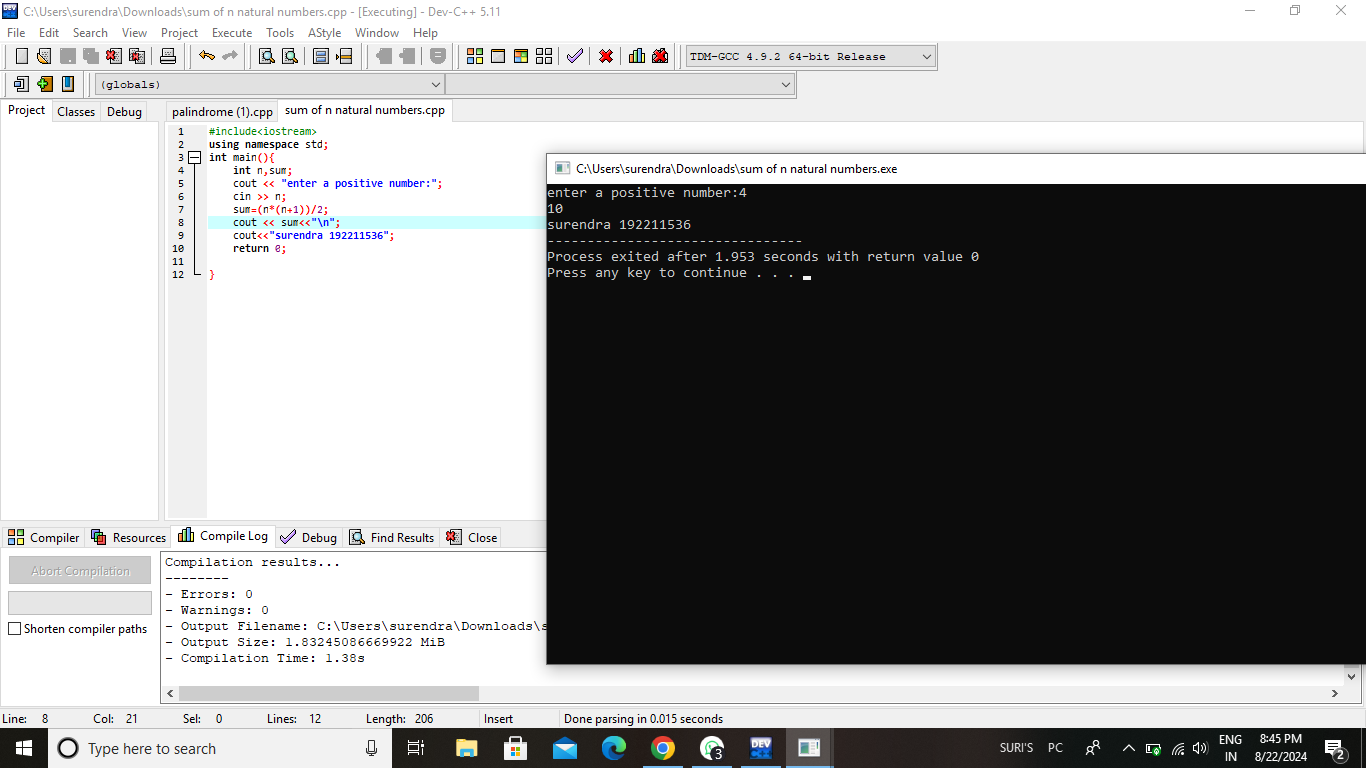 C:\Users\surendra\Downloads\sum of n natural numbers.cpp - [Executing] - Dev-C++ 5.11
File Edit Search View Project Execute Tools AStyle Window Help
TDM-GCC 4.9.2 64-bit Release
(globals)
Project Classes Debug
palindrome (1).cpp sum of n natural numbers.cpp
1 #include<iostream>
2 using namespace std;
3 int main(){
4 int n,sum;
5 cout << "enter a positive number:";
6 cin >> n;
7 sum=(n*(n+1))/2;
8 cout << sum<<"\n";
9 cout<<"surendra 192211536";
10 return 0;
11
12 }
C:\Users\surendra\Downloads\sum of n natural numbers.exe
enter a positive number:4
10
surendra 192211536
--------------------------------
Process exited after 1.953 seconds with return value 0
Press any key to continue . . .
Compiler Resources Compile Log Debug Find Results Close
Abort Compilation
Shorten compiler paths
Compilation results...
--------
- Errors: 0
- Warnings: 0
- Output Filename: C:\Users\surendra\Downloads\s
- Output Size: 1.83245086669922 MiB
- Compilation Time: 1.38s
Line: 8 Col: 21 Sel: 0 Lines: 12 Length: 206 Insert Done parsing in 0.015 seconds
Type here to search
3
DEV
SURI'S PC
ENG
IN
8:45 PM
8/22/2024
2